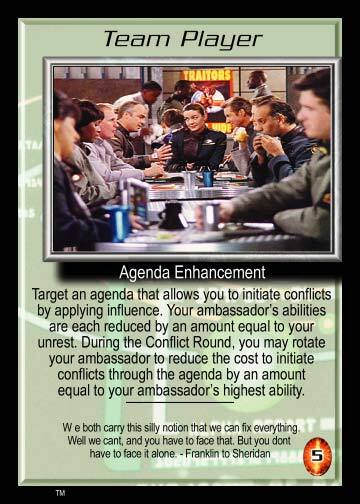 Team Player
TRAITORS
Agenda Enhancement
Target an agenda that allows you to initiate conflicts
by applying influence. Your ambassador's abilities
are each reduced by an amount equal to your
unrest. During the Conflict Round, you may rotate
your ambassador to reduce the cost to initiate
conflicts through the agenda by an amount
equal to your ambassador's highest ability.
W e both carry this silly notion that we can fix everything.
Well we cant, and you have to face that. But you dont
have to face it alone. - Franklin to Sheridan
5
TM